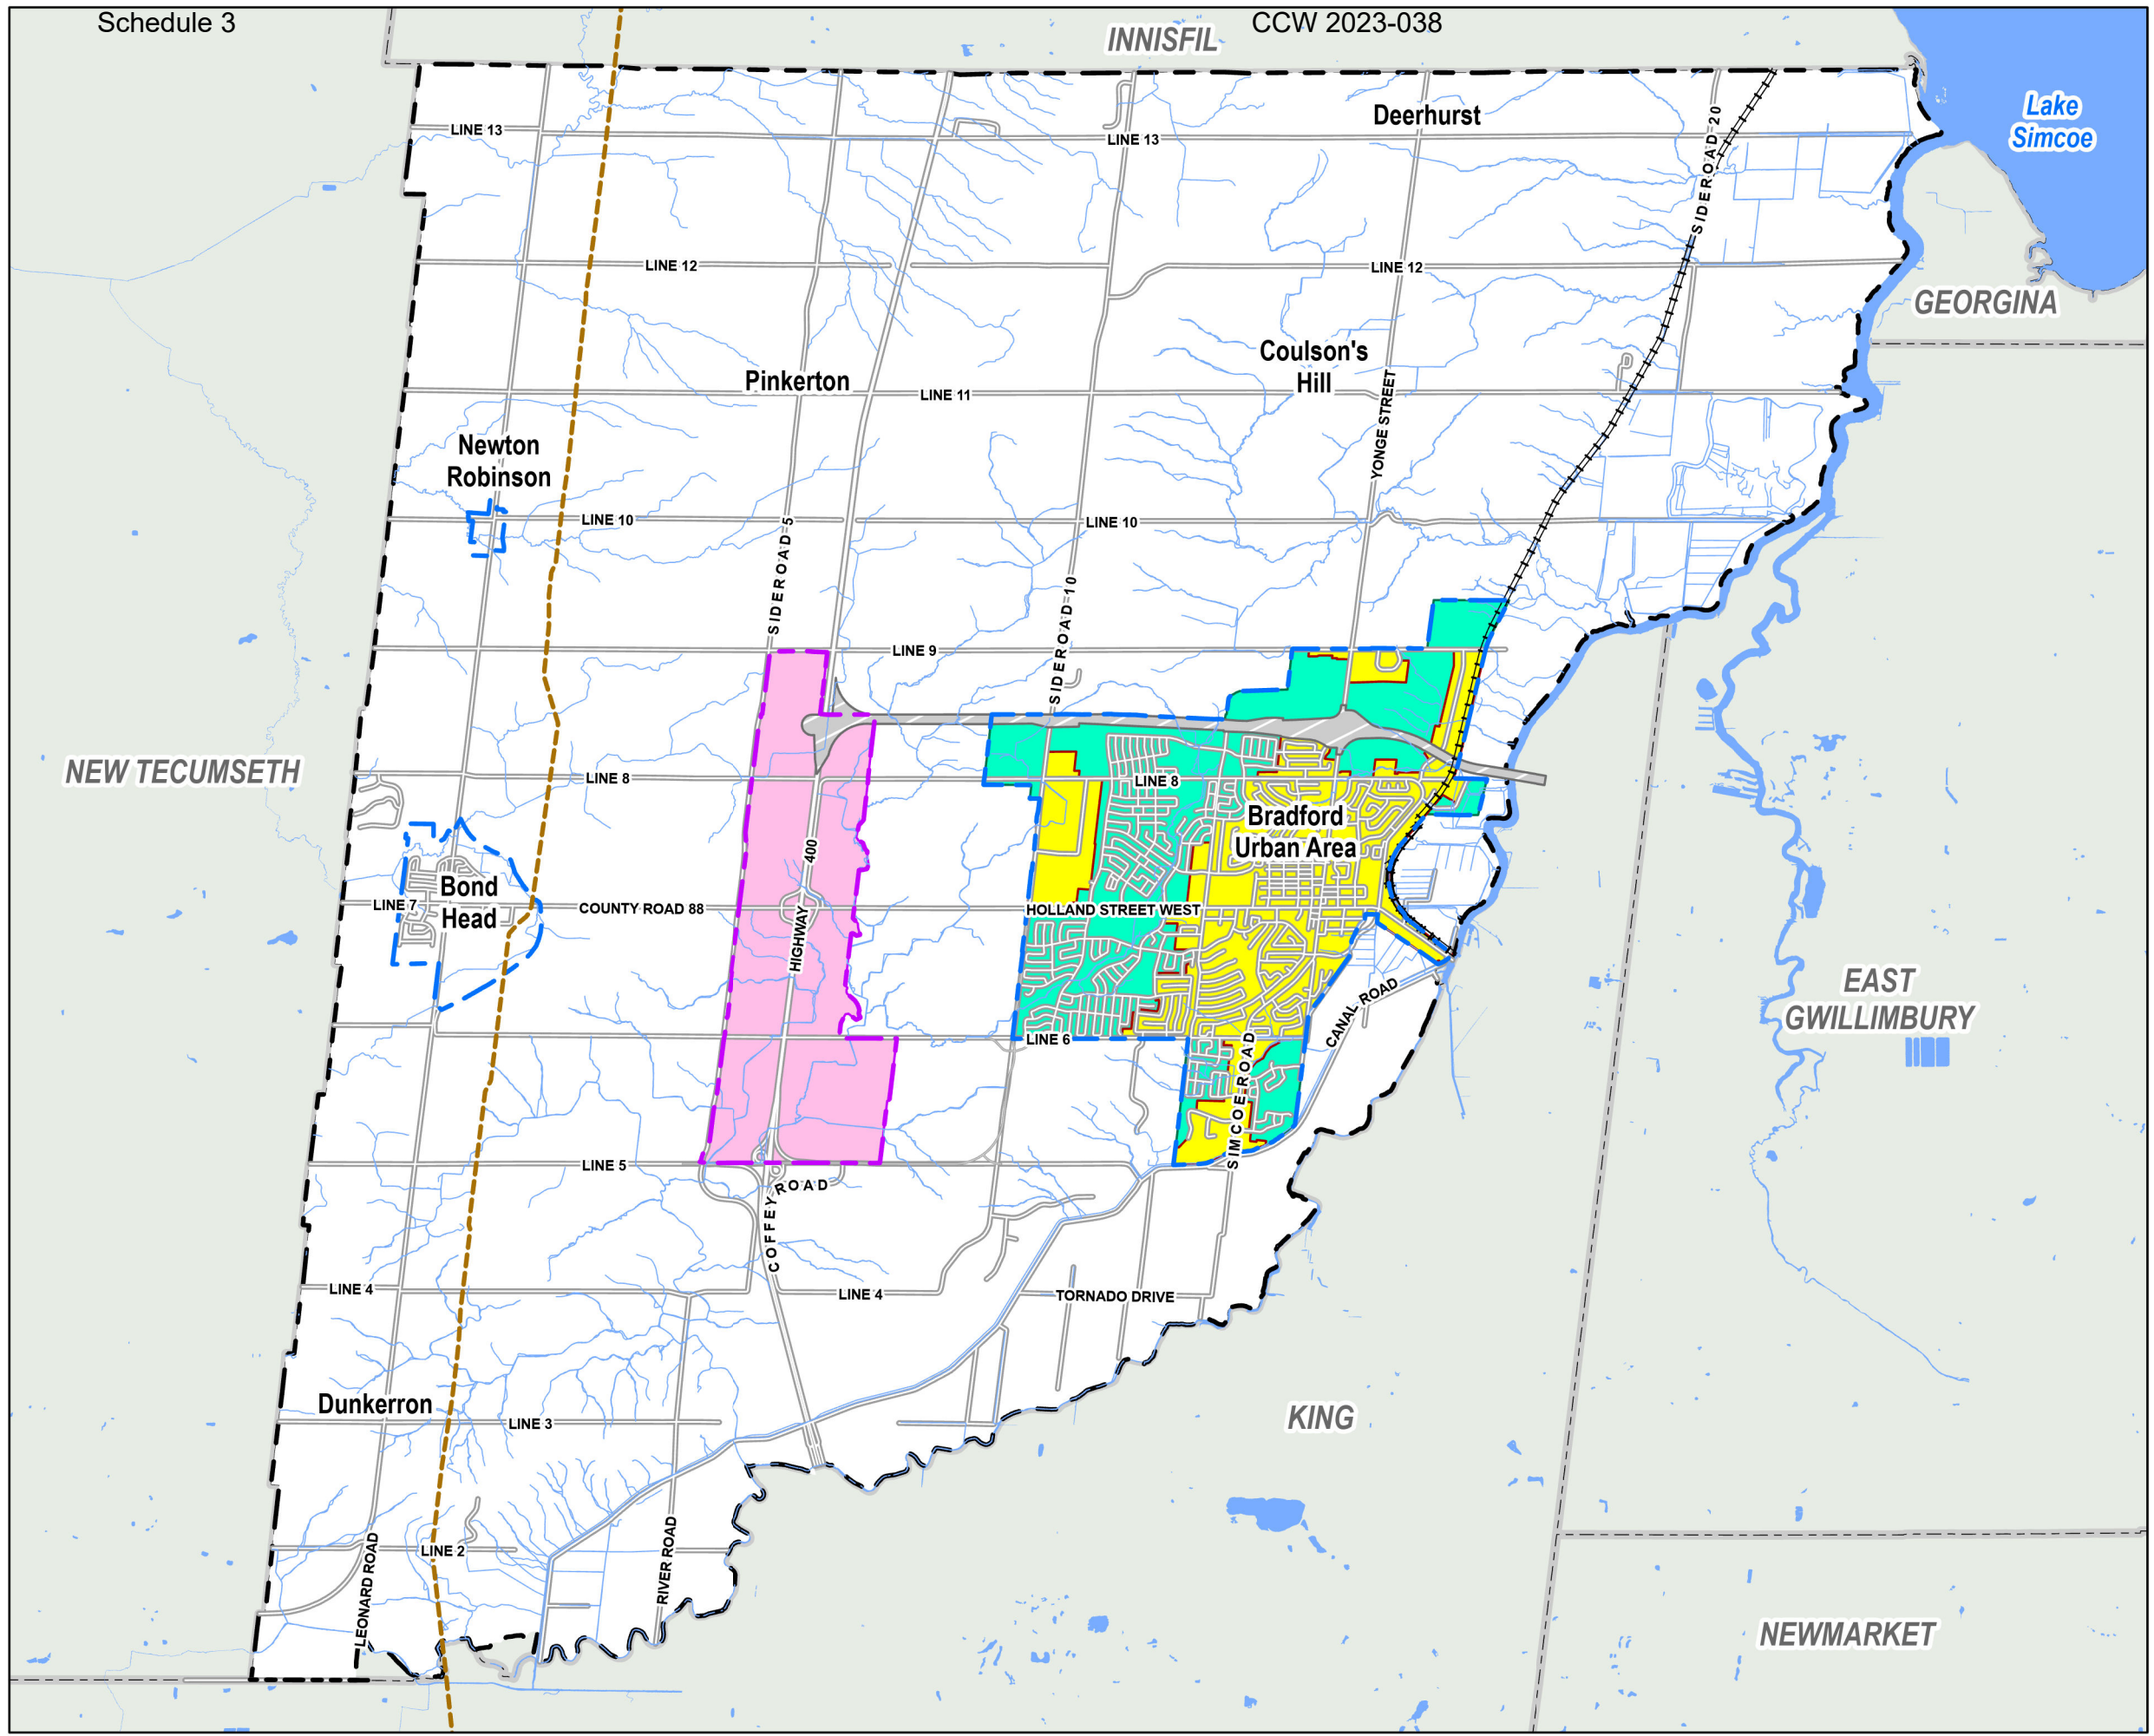 Schedule 3
CCW 2023-038
INNISFIL
Lake
Simcoe
Deerhurst
LINE 13
LINE 13
SIDEROAD 20
LINE 12
LINE 12
GEORGINA
Coulson's
Hill
Pinkerton
LINE 11
YONGE STREET
Newton
Robinson
LINE 10
SIDEROAD 5
LINE 10
SIDEROAD 10
LINE 9
NEW TECUMSETH
LINE 8
LINE 8
Bradford
Urban Area
HIGHWAY 400
Bond
Head
LINE 7
COUNTY ROAD 88
HOLLAND STREET WEST
EAST
GWILLIMBURY
CANAL ROAD
LINE 6
SIMCOE ROAD
LINE 5
COFFEY ROAD
LINE 4
LINE 4
TORNADO DRIVE
Dunkerron
LINE 3
KING
LINE 2
LEONARD ROAD
RIVER ROAD
NEWMARKET